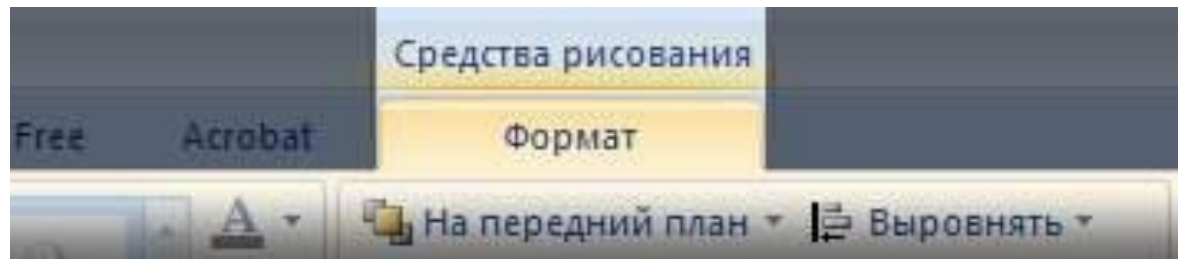 Средства рисования
Free Acrobat Формат
A На передний план Выровнять